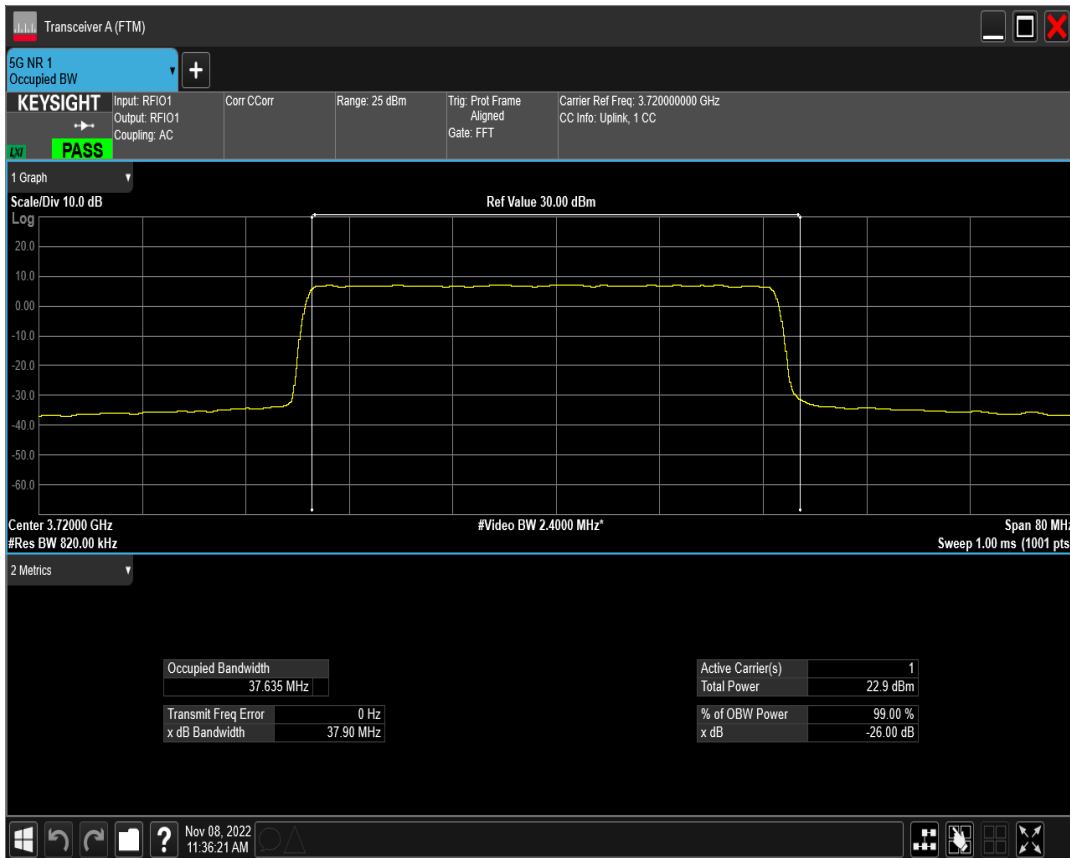 Transceiver A (FTM)
5G NR 1
Occupied BW
KEYSIGHT
LXI
PASS
Input: RFIO1
Output: RFIO1
Coupling: AC
Corr CCorr
Range: 25 dBm
Trig: Prot Frame
Aligned
Gate: FFT
Carrier Ref Freq: 3.720000000 GHz
CC Info: Uplink, 1 CC
1 Graph
Scale/Div 10.0 dB
Ref Value 30.00 dBm
Log
20.0
10.0
0.00
-10.0
-20.0
-30.0
-40.0
-50.0
-60.0
Center 3.72000 GHz
#Video BW 2.4000 MHz*
Span 80 MHz
#Res BW 820.00 kHz
Sweep 1.00 ms (1001 pts
2 Metrics
Occupied Bandwidth
37.635 MHz
Transmit Freq Error 0 Hz
x dB Bandwidth 37.90 MHz
Active Carrier(s) 1
Total Power 22.9 dBm
% of OBW Power 99.00 %
x dB -26.00 dB
?
Nov 08, 2022
11:36:21 AM